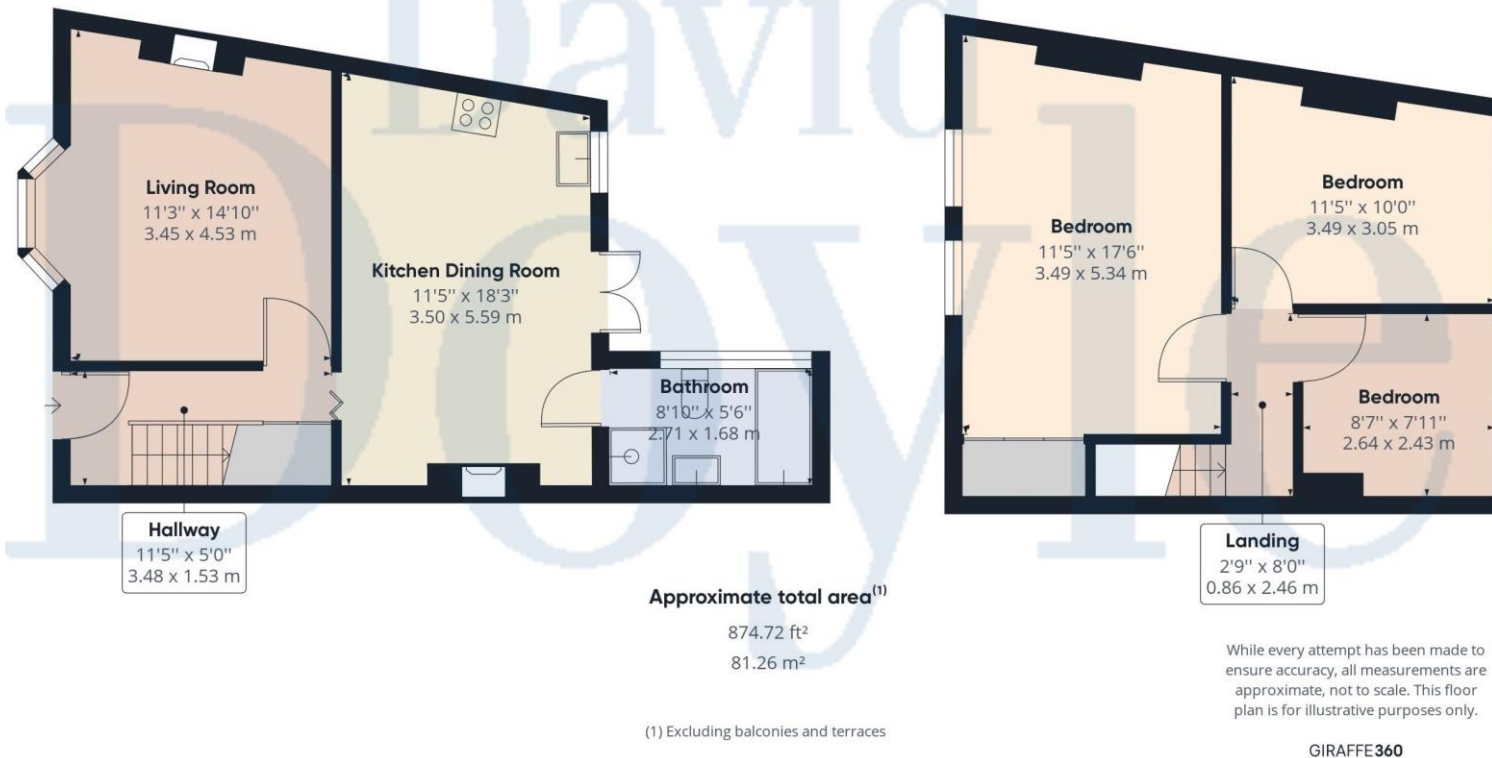 David
Doyle
Living Room
11'3'' x 14'10''
3.45 x 4.53 m
Kitchen Dining Room
11'5'' x 18'3''
3.50 x 5.59 m
Bathroom
8'10'' x 5'6''
2.71 x 1.68 m
Hallway
11'5'' x 5'0''
3.48 x 1.53 m
Bedroom
11'5'' x 17'6''
3.49 x 5.34 m
Bedroom
11'5'' x 10'0''
3.49 x 3.05 m
Bedroom
8'7'' x 7'11''
2.64 x 2.43 m
Landing
2'9'' x 8'0''
0.86 x 2.46 m
Approximate total area(1)
874.72 ft²
81.26 m²
(1) Excluding balconies and terraces
While every attempt has been made to
ensure accuracy, all measurements are
approximate, not to scale. This floor
plan is for illustrative purposes only.
GIRAFFE360